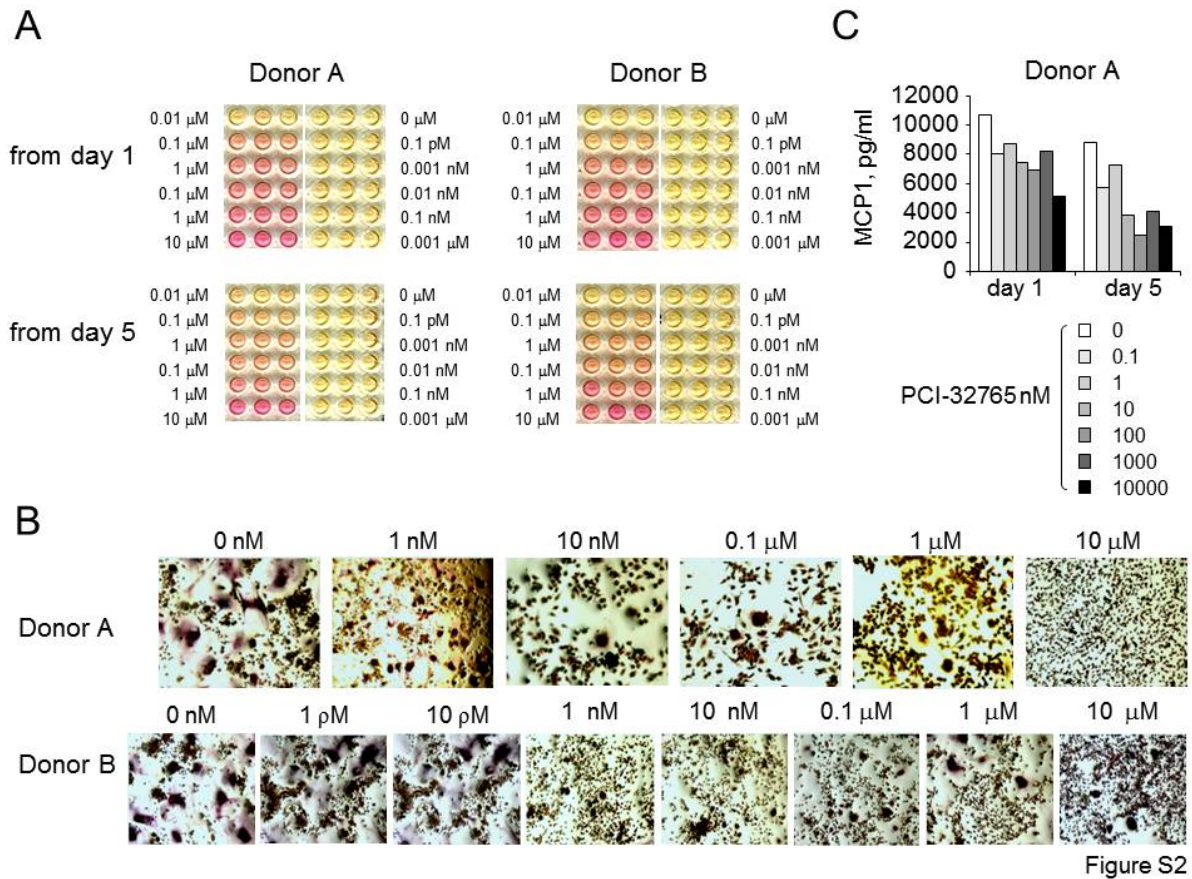 A
Donor A
Donor B
from day 1
0.01 μM
0.1 μM
1 μM
0.1 μM
1 μM
10 μM
0 μM
0.1 pM
0.001 nM
0.01 nM
0.1 nM
0.001 μM
0.01 μM
0.1 μM
1 μM
0.1 μM
1 μM
10 μM
0 μM
0.1 pM
0.001 nM
0.01 nM
0.1 nM
0.001 μM
from day 5
0.01 μM
0.1 μM
1 μM
0.1 μM
1 μM
10 μM
0 μM
0.1 pM
0.001 nM
0.01 nM
0.1 nM
0.001 μM
0.01 μM
0.1 μM
1 μM
0.1 μM
1 μM
10 μM
0 μM
0.1 pM
0.001 nM
0.01 nM
0.1 nM
0.001 μM
C
Donor A
MCP1, pg/ml
12000
10000
8000
6000
4000
2000
0
day 1 day 5
PCI-32765 nM
0
0.1
1
10
100
1000
10000
B
0 nM 1 nM 10 nM 0.1 μM 1 μM 10 μM
Donor A
0 nM 1 ρM 10 ρM 1 nM 10 nM 0.1 μM 1 μM 10 μM
Donor B
Figure S2